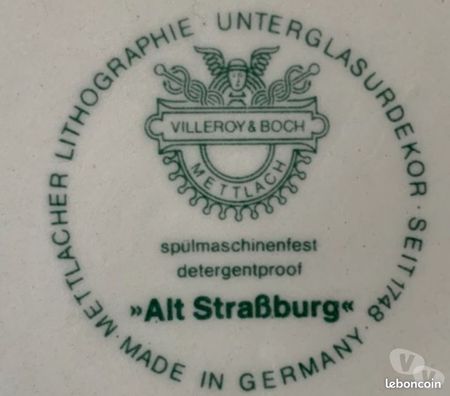 METTLACHER LITHOGRAPHIE UNTERGLASURDEKOR · SEIT 1748 · MADE IN GERMANY ·
VILLEROY & BOCH
METTLACH
spülmaschinenfest
detergentproof
»Alt Straßburg«
leboncoin